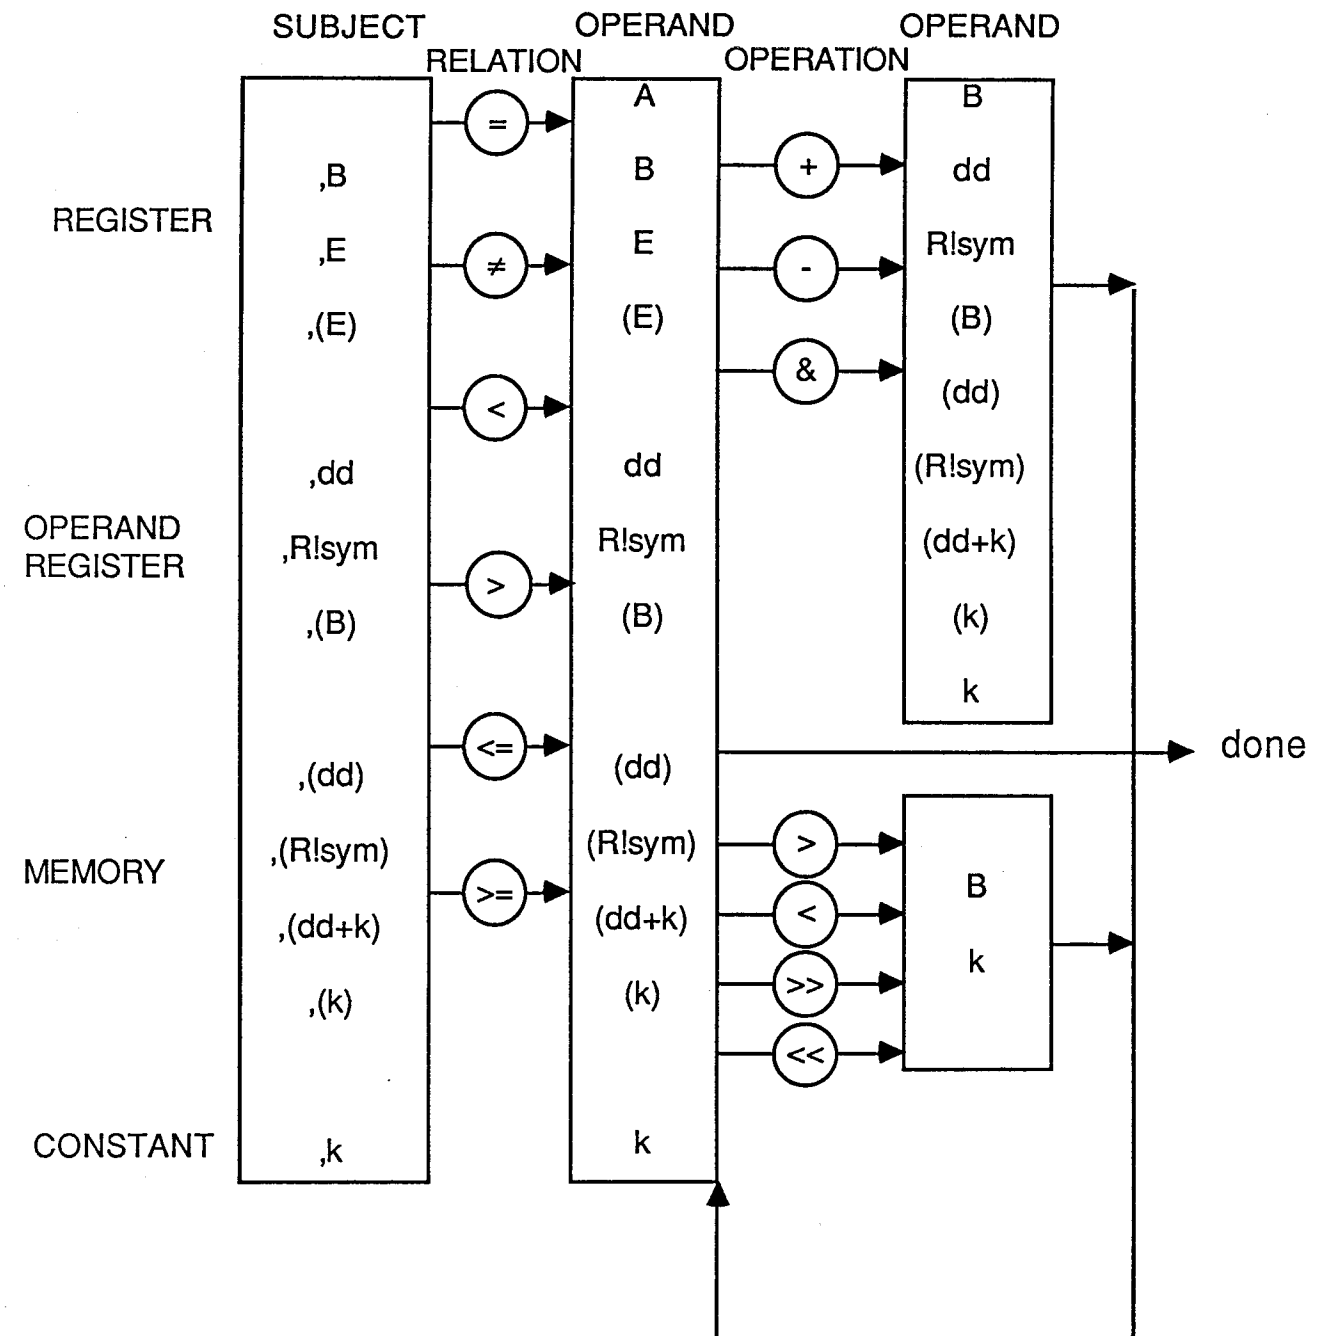 SUBJECT
OPERAND
OPERAND
RELATION
OPERATION
REGISTER
,B
,E
,(E)
OPERAND
REGISTER
,dd
,R!sym
,(B)
MEMORY
,(dd)
,(R!sym)
,(dd+k)
,(k)
CONSTANT
,k
=
≠
<
>
<=
>=
A
B
E
(E)
dd
R!sym
(B)
(dd)
(R!sym)
(dd+k)
(k)
k
+
-
&
B
dd
R!sym
(B)
(dd)
(R!sym)
(dd+k)
(k)
k
done
>
<
>>
<<
B
k